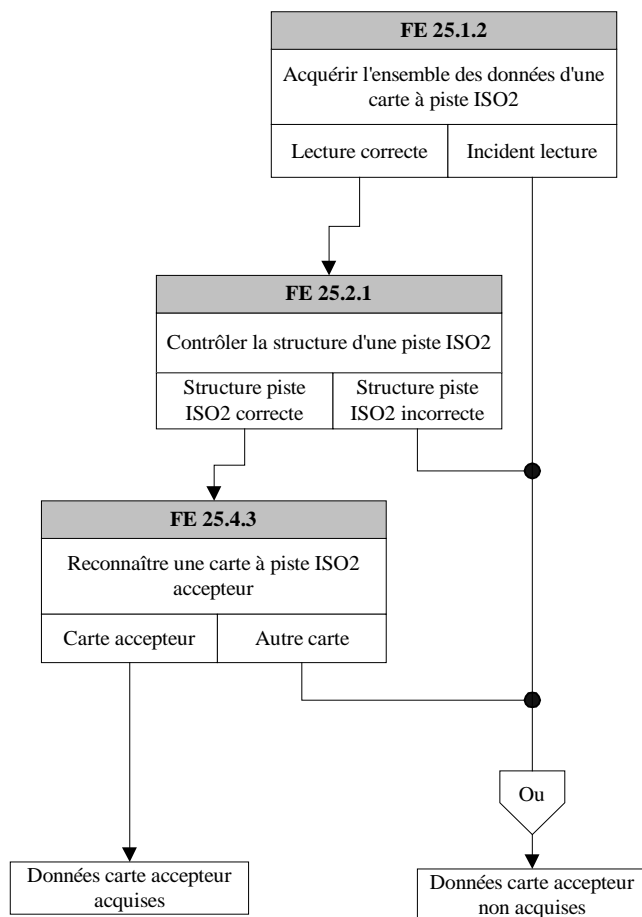 FE 25.1.2
Acquérir l'ensemble des données d'une
carte à piste ISO2
Lecture correcte
Incident lecture
FE 25.2.1
Contrôler la structure d'une piste ISO2
Structure piste
ISO2 correcte
Structure piste
ISO2 incorrecte
FE 25.4.3
Reconnaître une carte à piste ISO2
accepteur
Carte accepteur
Autre carte
Ou
Données carte accepteur
acquises
Données carte accepteur
non acquises